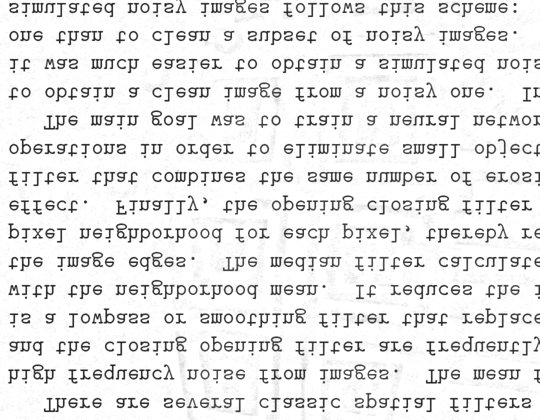 There are several classic spatial filters
high frequency noise from images. The mean f
and the closing opening filter are frequently
is a lowpass or smoothing filter that replace
with the neighborhood mean. It reduces the i
the image edges. The median filter calculate
pixel neighborhood for each pixel, thereby re
effect. Finally, the opening closing filter
filter that combines the same number of erosi
operations in order to eliminate small object
The main goal was to train a neural networ
to obtain a clean image from a noisy one. In
it was much easier to obtain a simulated nois
one than to clean a subset of noisy images.
simulated noisy images follows this scheme: